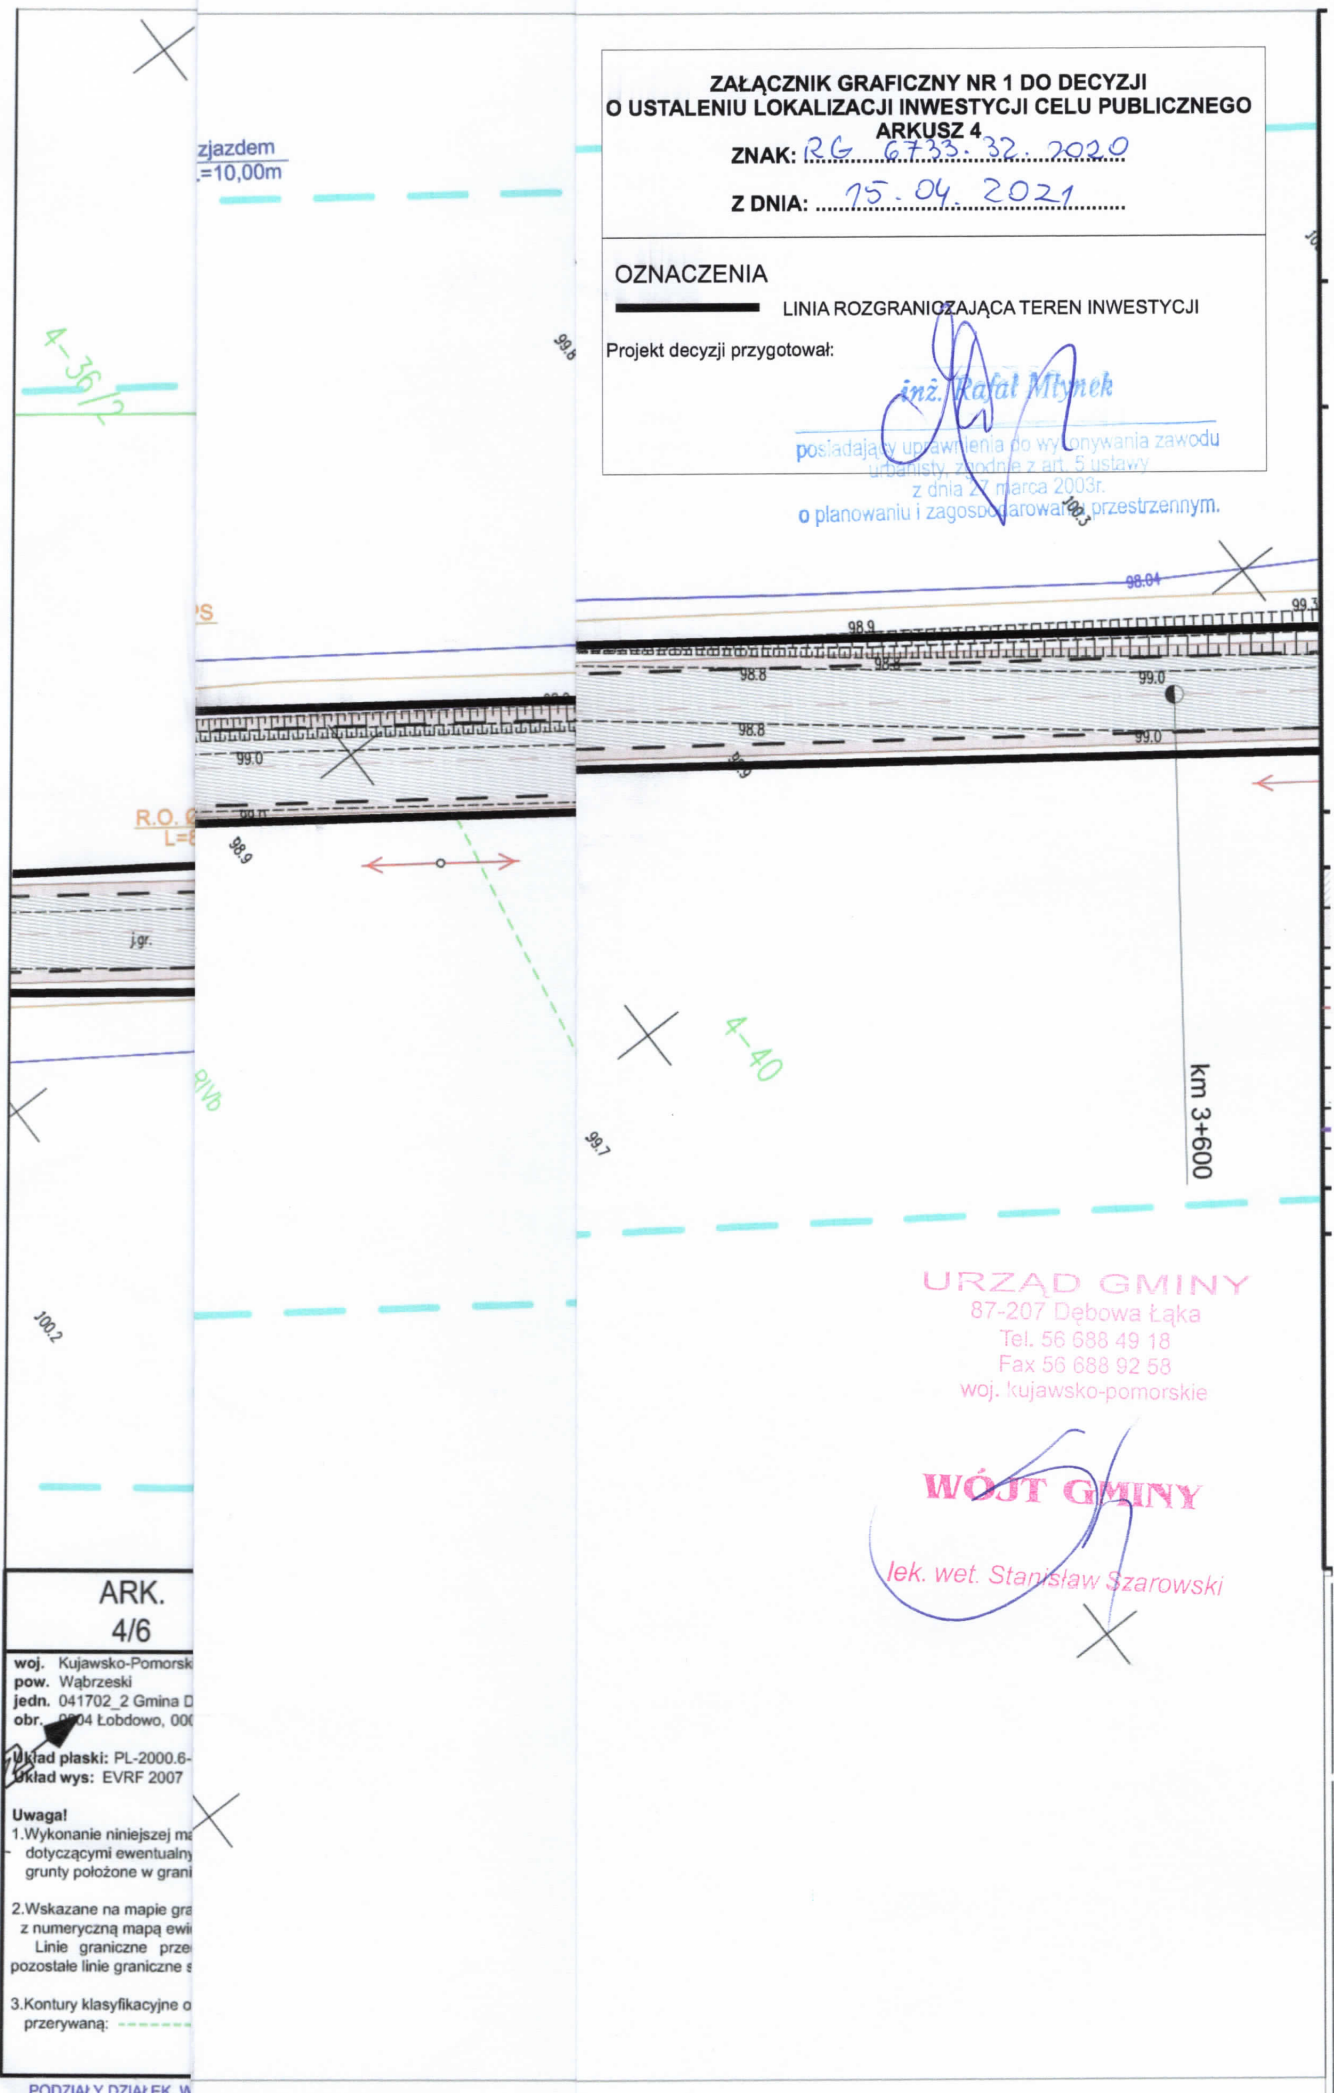 ZAŁĄCZNIK GRAFICZNY NR 1 DO DECYZJI
O USTALENIU LOKALIZACJI INWESTYCJI CELU PUBLICZNEGO
ARKUSZ 4
ZNAK: RG 6733.32.2020
Z DNIA: 15.04.2021
OZNACZENIA
LINIA ROZGRANICZAJĄCA TEREN INWESTYCJI
Projekt decyzji przygotował:
inż. Rafał Młynek
posiadający uprawnienia do wykonywania zawodu
urbanisty, zgodnie z art. 5 ustawy
z dnia 27 marca 2003r.
o planowaniu i zagospodarowaniu przestrzennym.
zjazdem
.=10,00m
4-36/2
99.8
100.3
98.04
99.3
98.9
98.8
98.8
99.0
98.8
99.0
98.9
PS
99.0
99.0
98.9
R.O.
L=8
j.gr.
RIVb
4-40
99.7
km 3+600
100.2
URZĄD GMINY
87-207 Dębowa Łąka
Tel. 56 688 49 18
Fax 56 688 92 58
woj. kujawsko-pomorskie
WÓJT GMINY
lek. wet. Stanisław Szarowski
ARK.
4/6
woj. Kujawsko-Pomorsk
pow. Wąbrzeski
jedn. 041702_2 Gmina D
obr. 0004 Łobdowo, 000
Układ płaski: PL-2000.6-
Układ wys: EVRF 2007
Uwaga!
1.Wykonanie niniejszej ma
dotyczącymi ewentualny
grunty położone w grani
2.Wskazane na mapie gra
z numeryczną mapą ewi
Linie graniczne prze
pozostałe linie graniczne s
3.Kontury klasyfikacyjne o
przerywaną:
PODZIAŁY DZIAŁEK W